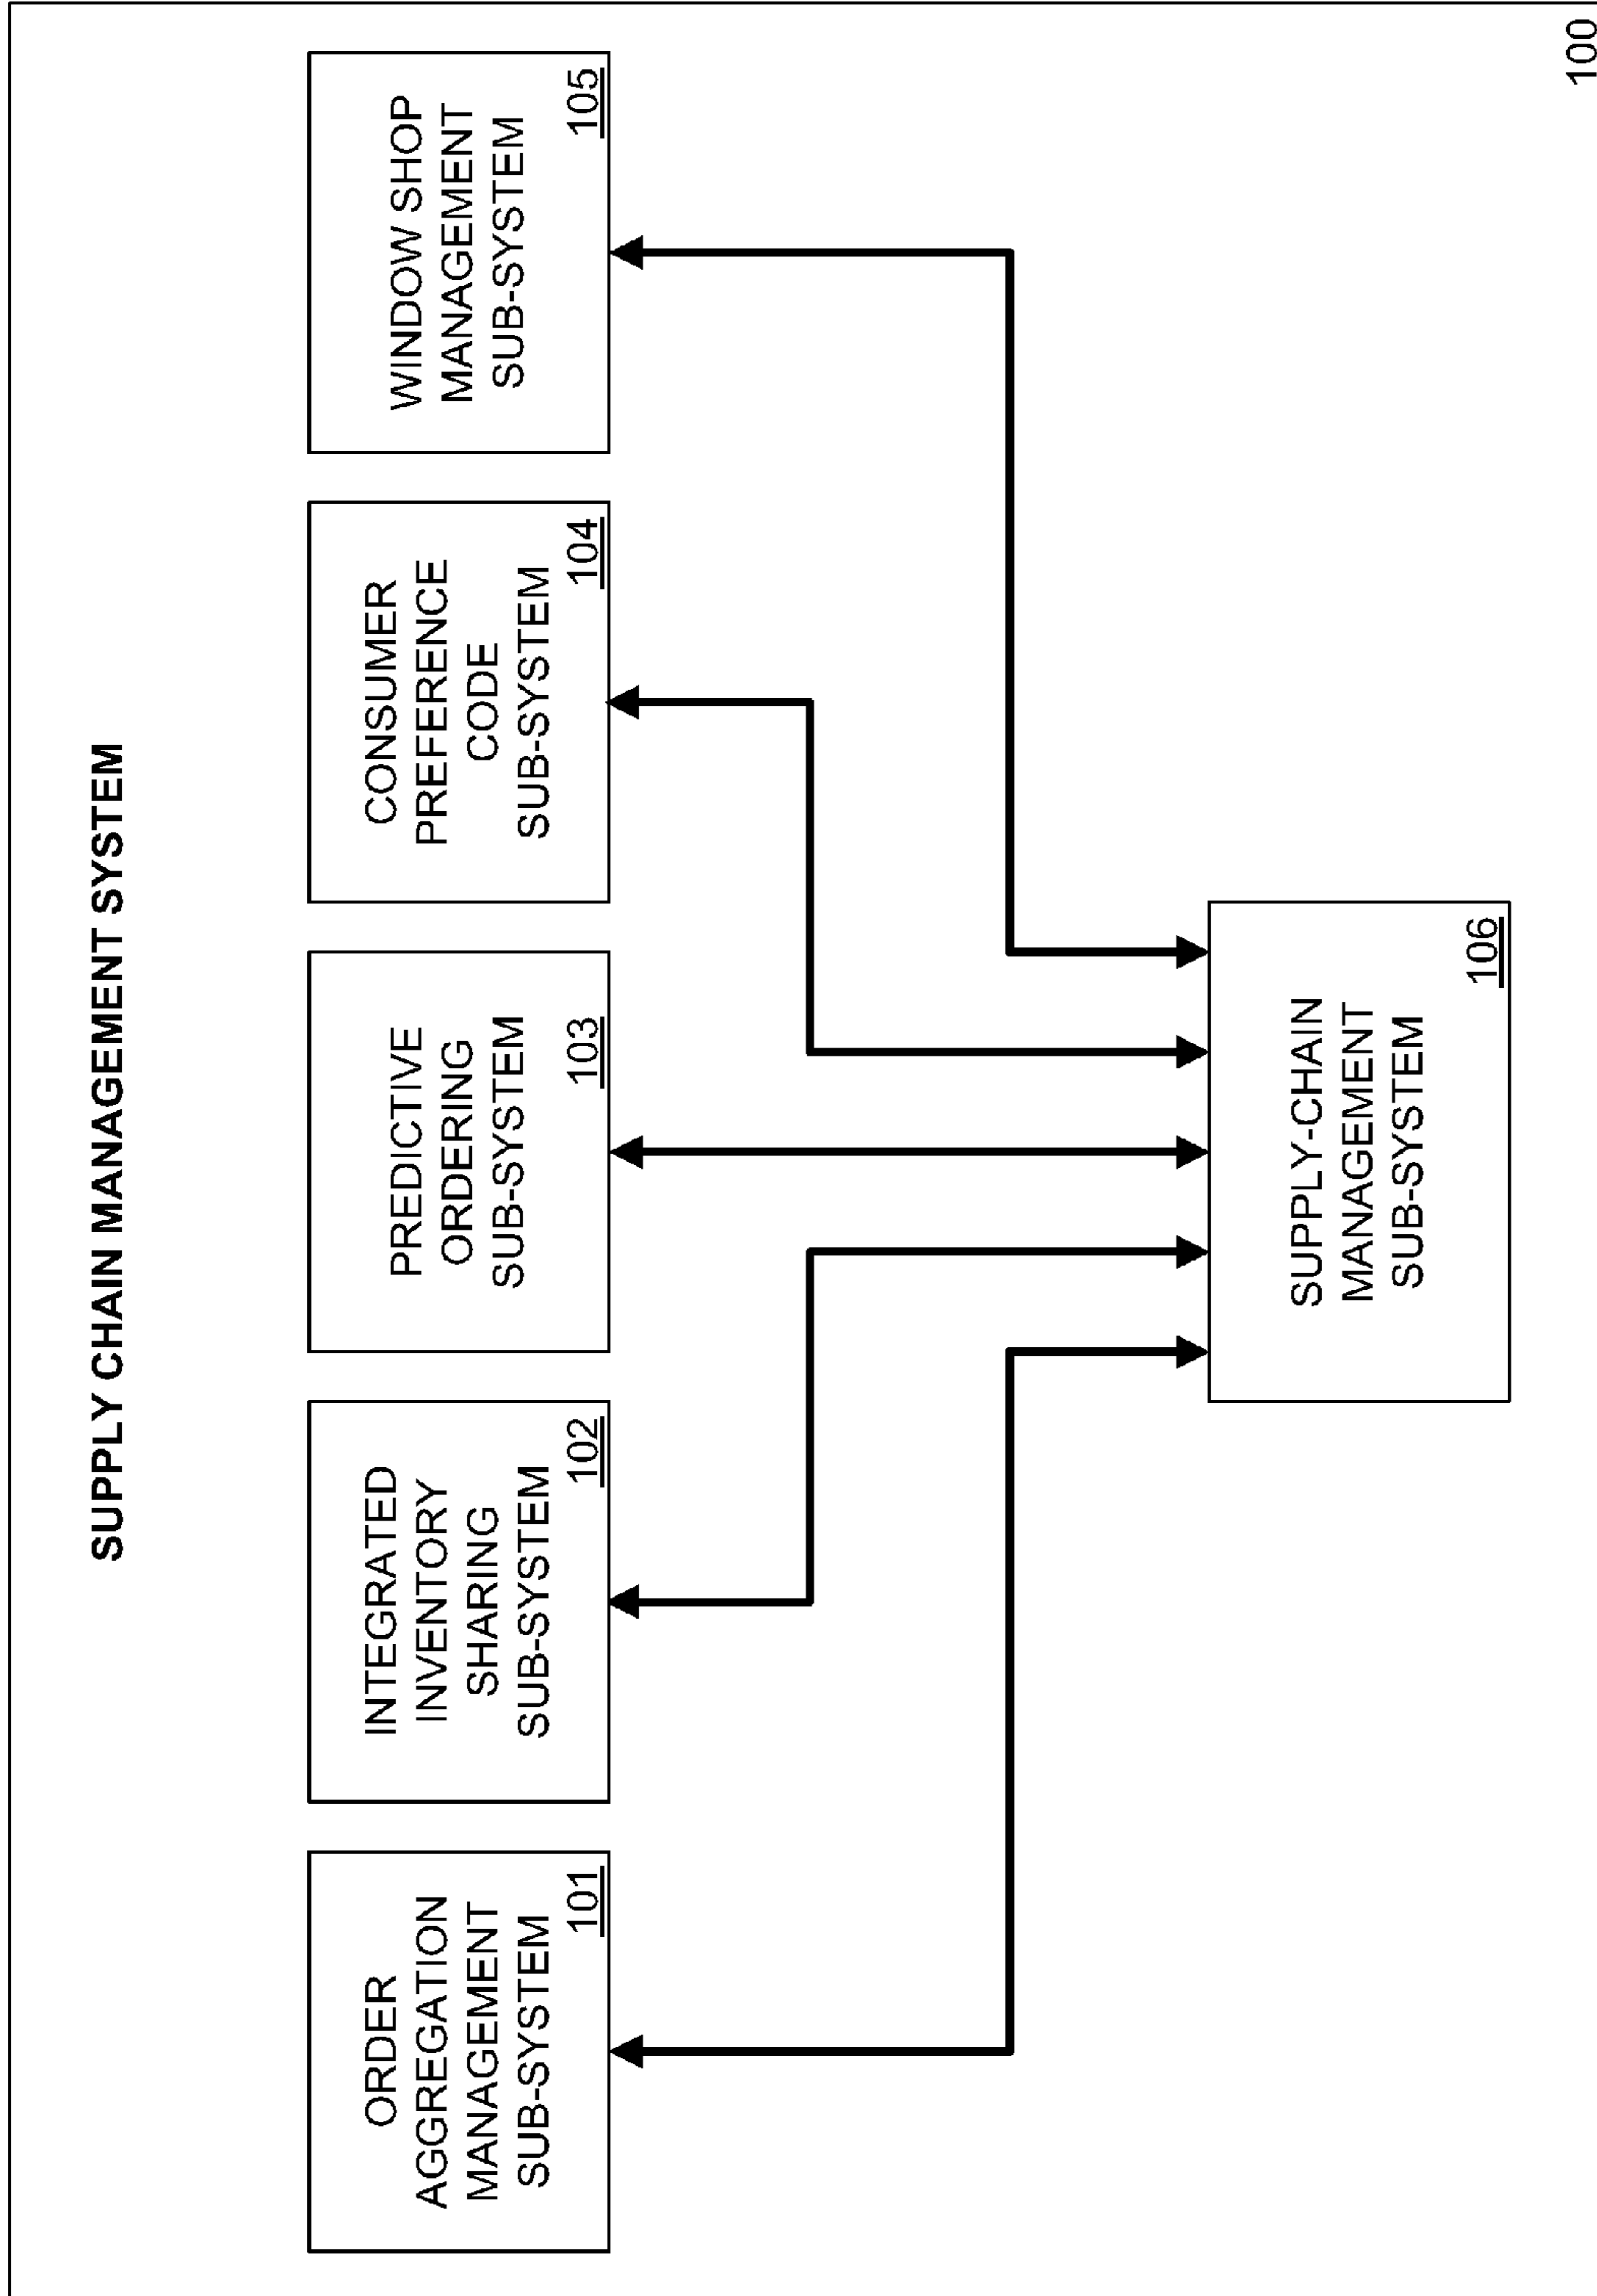 SUPPLY CHAIN MANAGEMENT SYSTEM
ORDER
AGGREGATION
MANAGEMENT
SUB-SYSTEM
101
INTEGRATED
INVENTORY
SHARING
SUB-SYSTEM
102
PREDICTIVE
ORDERING
SUB-SYSTEM
103
CONSUMER
PREFERENCE
CODE
SUB-SYSTEM
104
WINDOW SHOP
MANAGEMENT
SUB-SYSTEM
105
SUPPLY-CHAIN
MANAGEMENT
SUB-SYSTEM
106
100